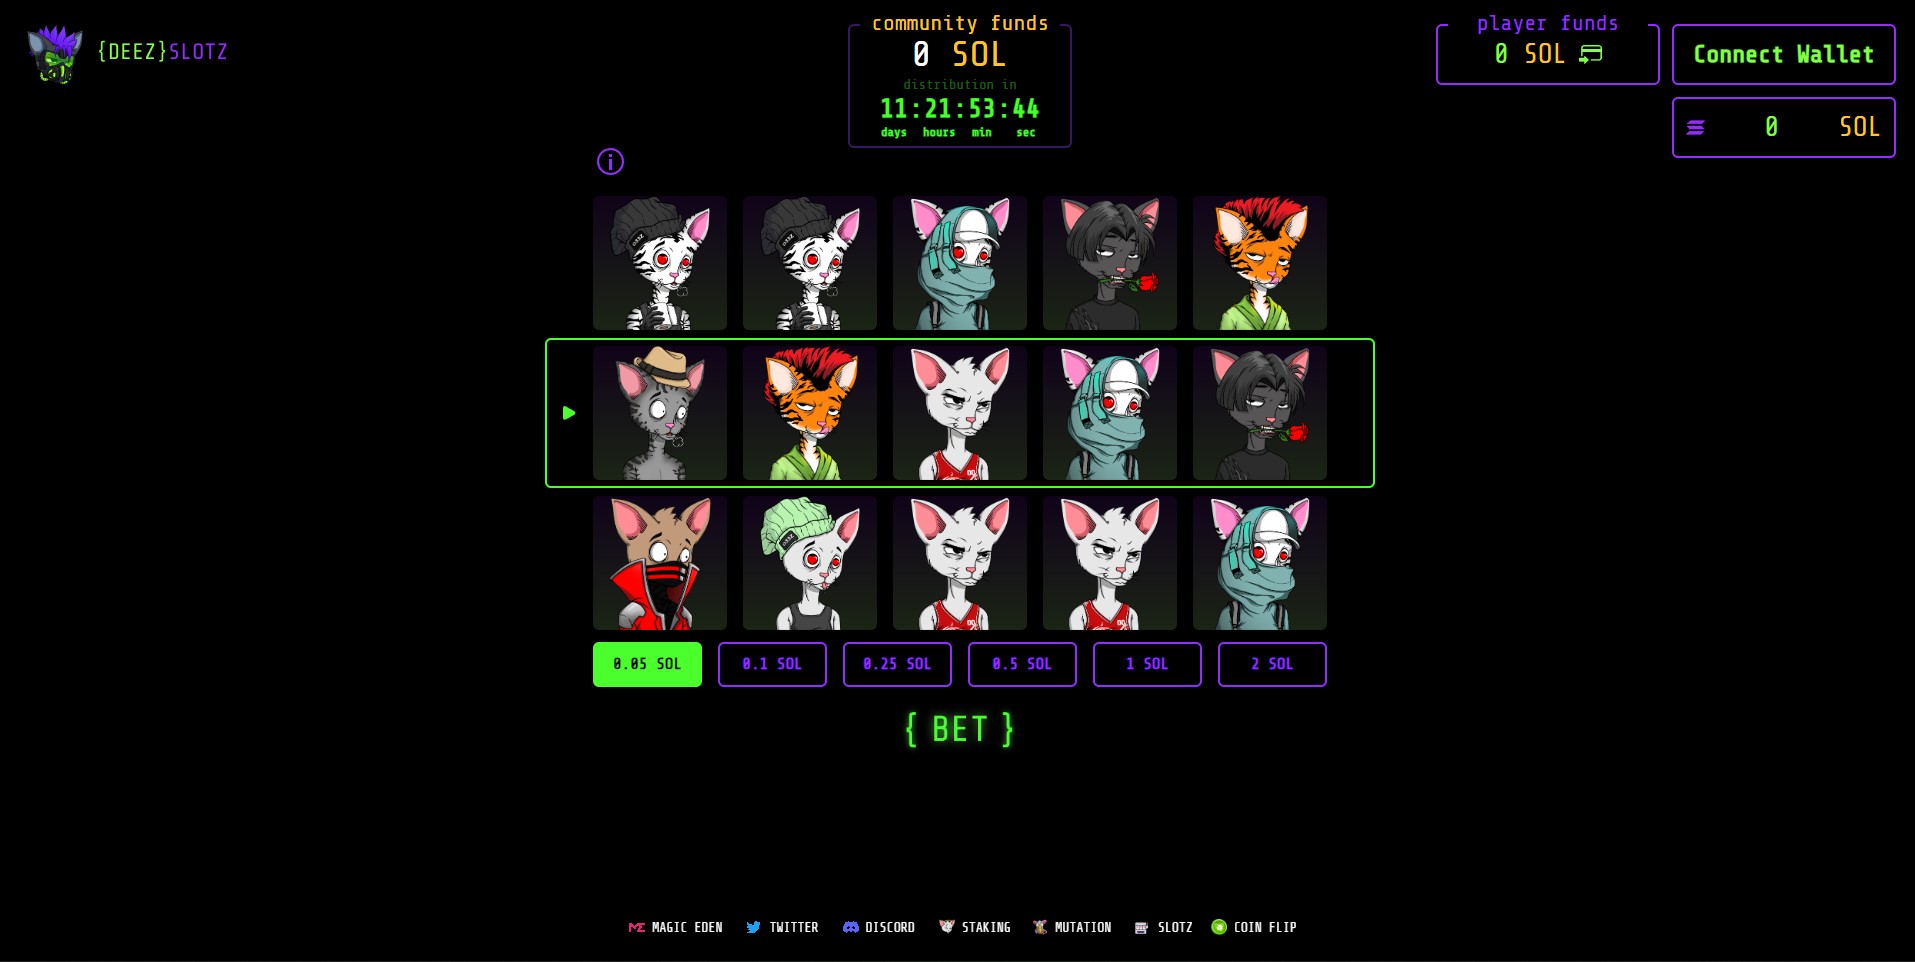 {DEEZ}SLOTZ
community funds
0 SOL
distribution in
11:21:53:44
days hours min sec
player funds
0 SOL
Connect Wallet
0 SOL
0.05 SOL
0.1 SOL
0.25 SOL
0.5 SOL
1 SOL
2 SOL
{ BET }
MAGIC EDEN
TWITTER
DISCORD
STAKING
MUTATION
SLOTZ
COIN FLIP